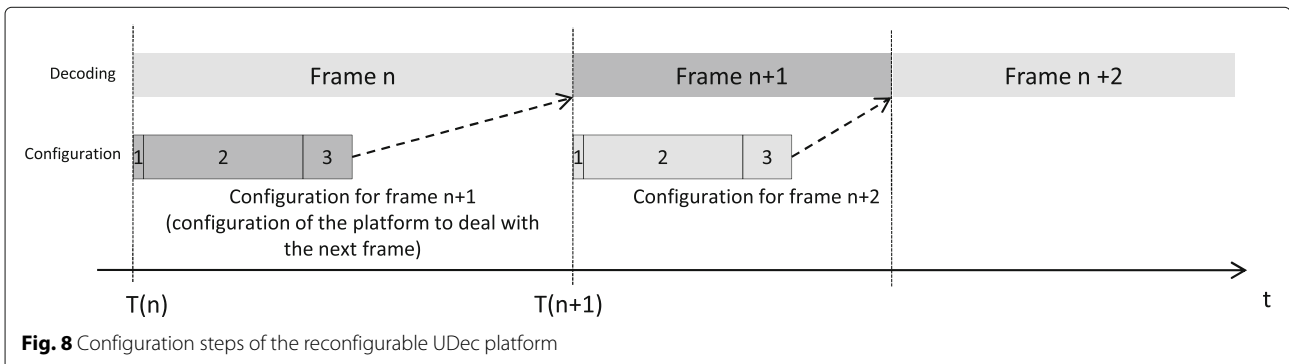 Decoding
Frame n
Frame n+1
Frame n +2
Configuration
1
2
3
1
2
3
Configuration for frame n+1
(configuration of the platform to deal with
the next frame)
Configuration for frame n+2
T(n)
T(n+1)
t
Fig. 8 Configuration steps of the reconfigurable UDec platform